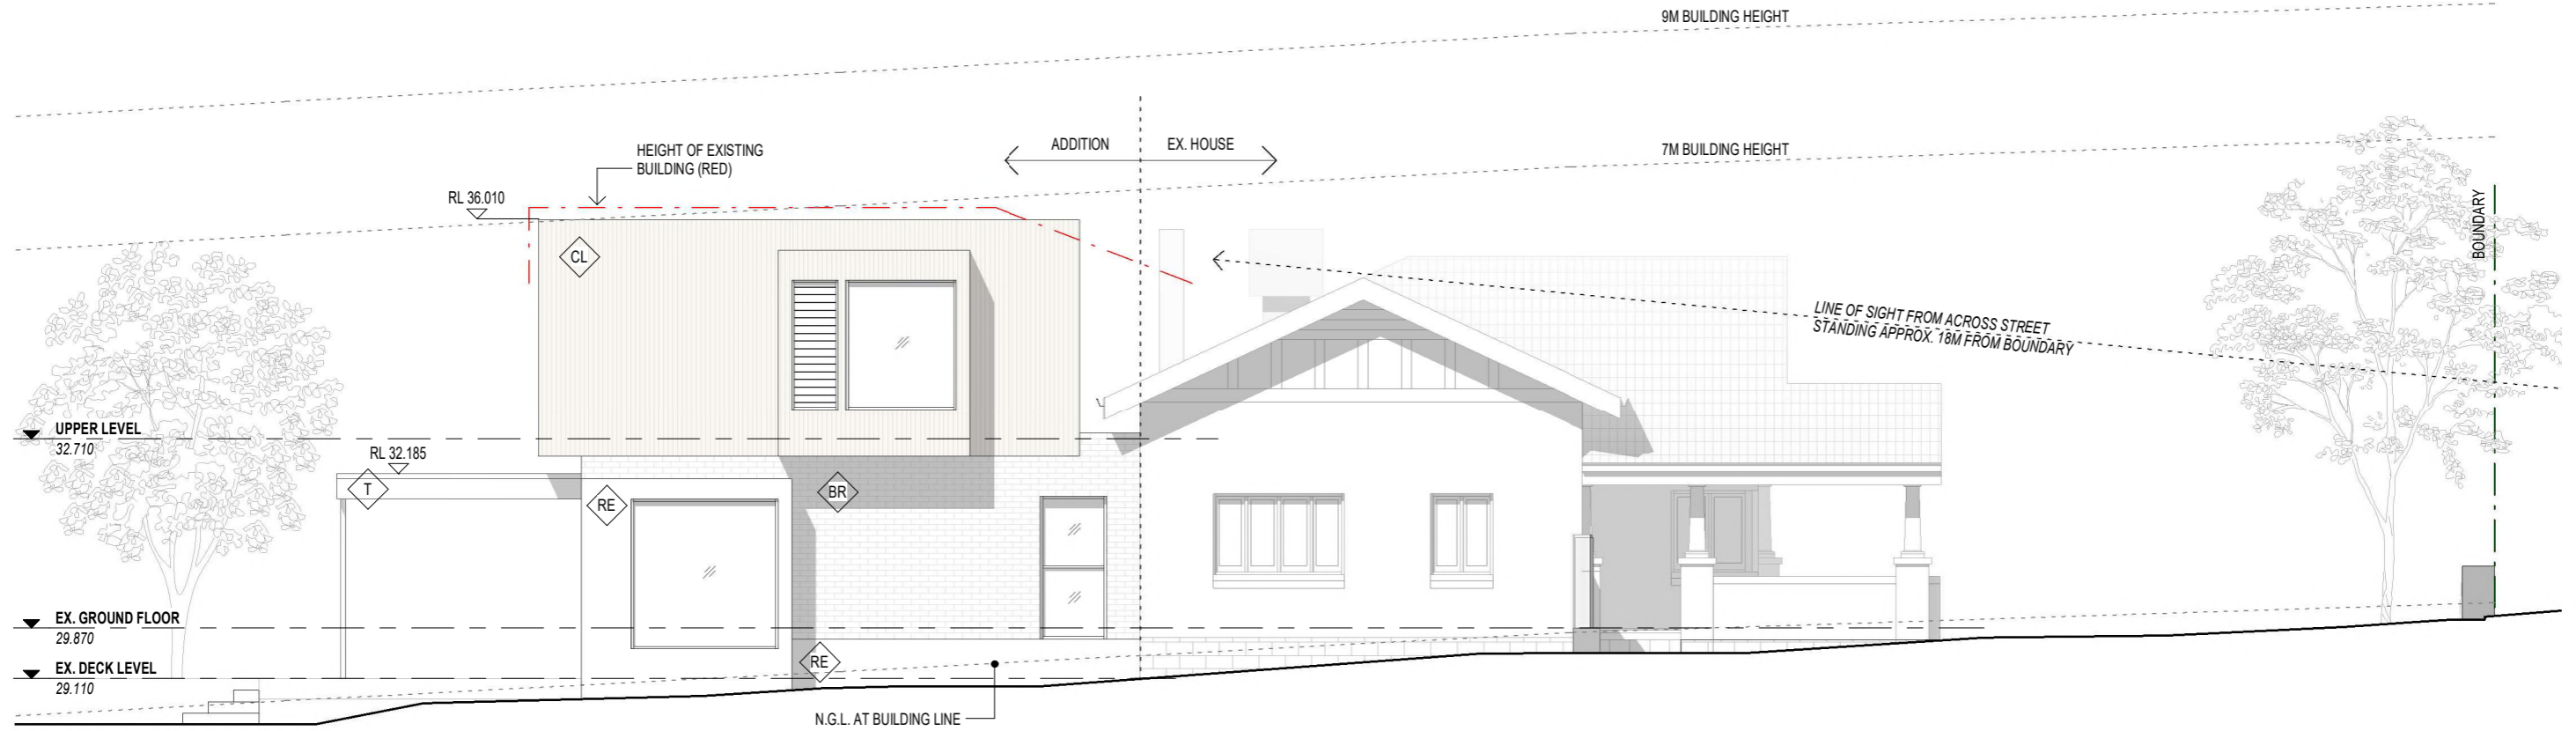 9M BUILDING HEIGHT
HEIGHT OF EXISTING
BUILDING (RED)
ADDITION
EX. HOUSE
7M BUILDING HEIGHT
RL 36.010
BOUNDARY
CL
LINE OF SIGHT FROM ACROSS STREET
STANDING APPROX. 18M FROM BOUNDARY
UPPER LEVEL
32.710
RL 32.185
T
RE
BR
EX. GROUND FLOOR
29.870
EX. DECK LEVEL
29.110
RE
N.G.L. AT BUILDING LINE